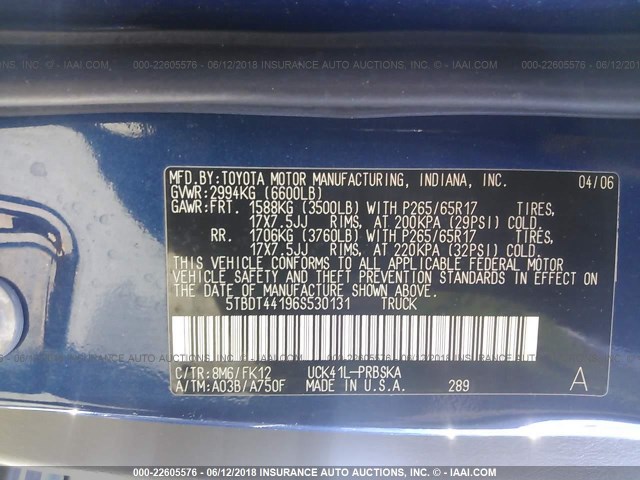 000-22605576 - 06/12/2018 INSURANCE AUTO AUCTIONS, INC. - WWW.IAAI.COM
MFD.BY:TOYOTA MOTOR MANUFACTURING, INDIANA, INC. 04/06
GVWR:2994KG (6600LB)
GAWR:FRT. 1588KG (3500LB) WITH P265/65R17 TIRES,
17X7.5JJ RIMS, AT 200KPA (29PSI) COLD.
RR. 1706KG (3760LB) WITH P265/65R17 TIRES,
17X7.5JJ RIMS, AT 220KPA (32PSI) COLD.
THIS VEHICLE CONFORMS TO ALL APPLICABLE FEDERAL MOTOR
VEHICLE SAFETY AND THEFT PREVENTION STANDARDS IN EFFECT ON
THE DATE OF MANUFACTURE SHOWN ABOVE.
5TBDT44196S530131 TRUCK
C/TR:8M6/FK12 UCK41L-PRBSKA
A/TM:A03B/A750F MADE IN U.S.A. 289 A
000-22605576 - 06/12/2018 INSURANCE AUTO AUCTIONS, INC. - WWW.IAAI.COM